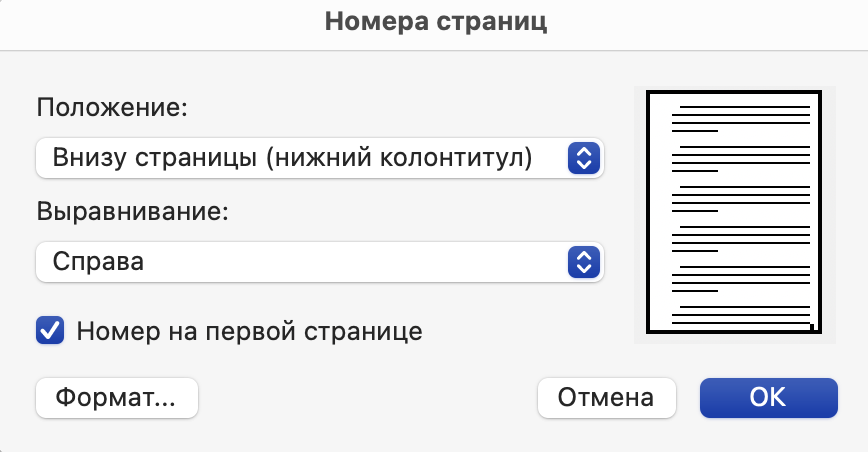 Номера страниц
Положение:
Внизу страницы (нижний колонтитул)
Выравнивание:
Справа
Номер на первой странице
Формат... Отмена OK